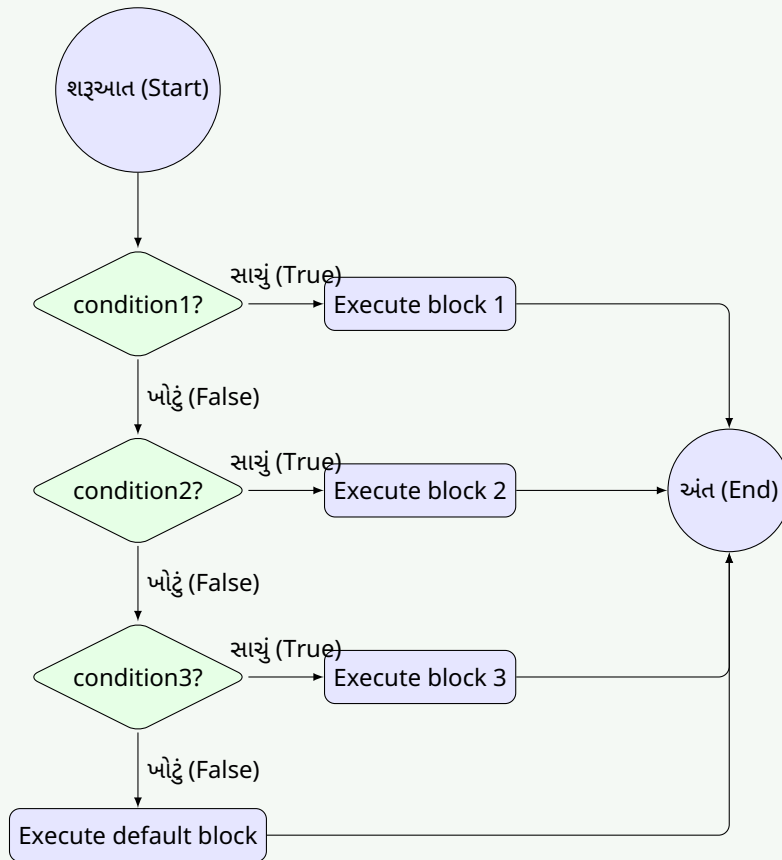 શરૂઆત (Start)
condition1?
સાચું (True)
Execute block 1
ખોટું (False)
condition2?
સાચું (True)
Execute block 2
અંત (End)
ખોટું (False)
condition3?
સાચું (True)
Execute block 3
ખોટું (False)
Execute default block